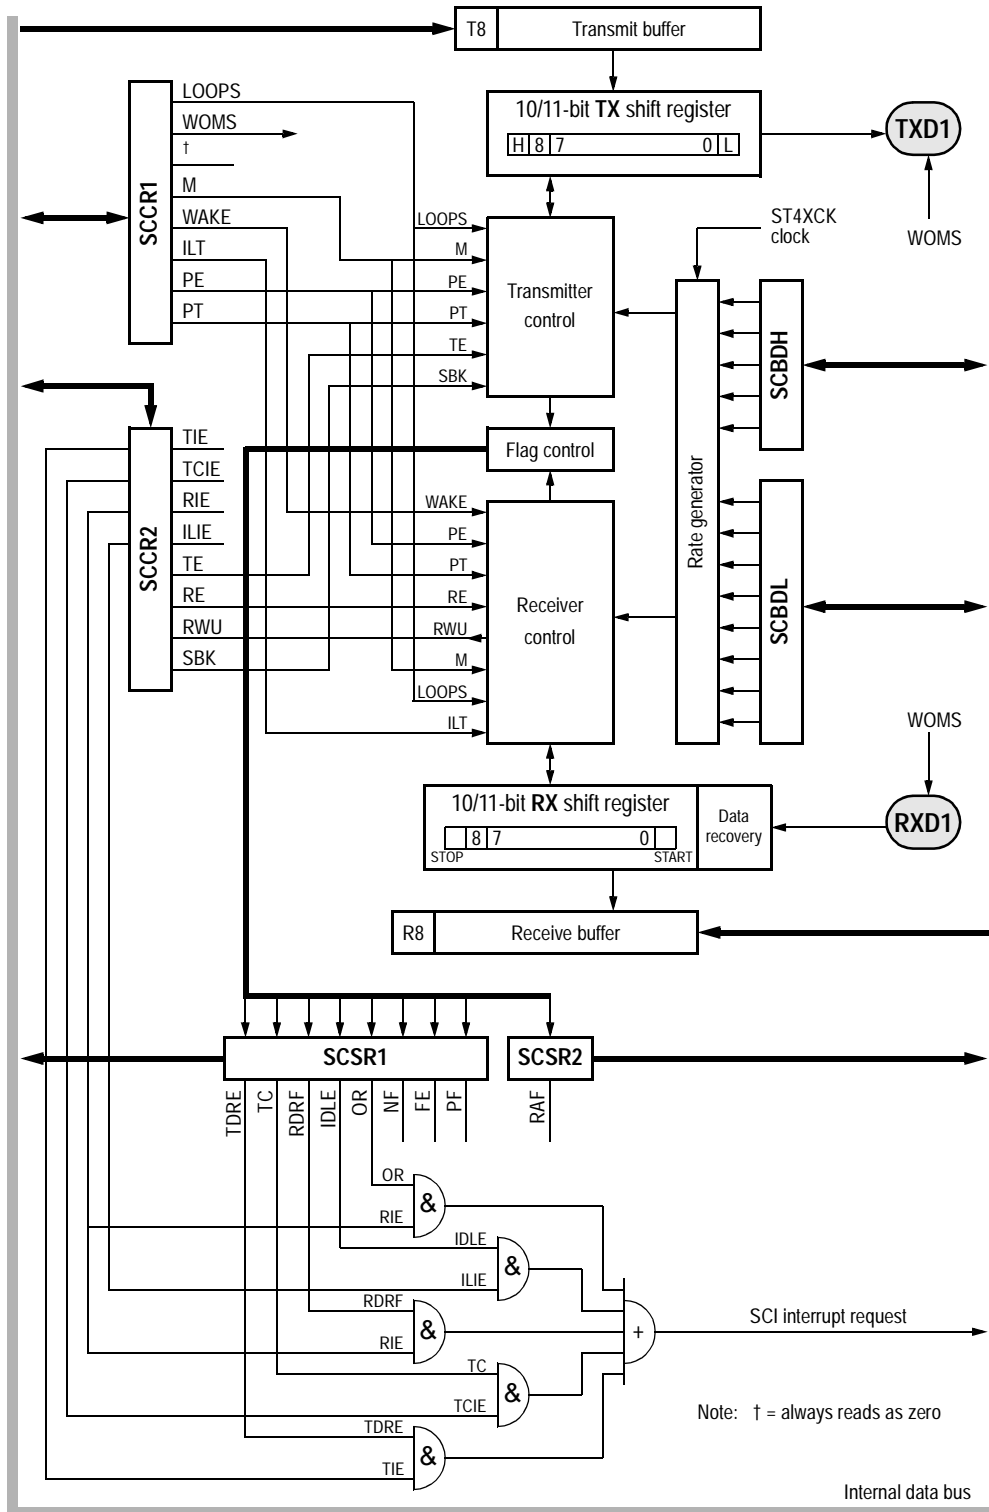 T8 Transmit buffer
10/11-bit TX shift register
H 8 7 0 L
TXD1
WOMS
LOOPS
WOMS
†
M
WAKE
ILT
PE
PT
SCCR1
LOOPS
M
PE
PT
TE
SBK
Transmitter
control
ST4XCK
clock
Rate generator
SCBDH
SCBDL
Flag control
TIE
TCIE
RIE
ILIE
TE
RE
RWU
SBK
SCCR2
WAKE
PE
PT
RE
RWU
M
LOOPS
ILT
Receiver
control
WOMS
RXD1
10/11-bit RX shift register
8 7 0
STOP START
Data
recovery
R8 Receive buffer
SCSR1
SCSR2
TDRE
TC
RDRF
IDLE
OR
NF
FE
PF
RAF
OR
RIE
&
IDLE
ILIE
&
RDRF
RIE
&
TC
TCIE
&
TDRE
TIE
&
+
SCI interrupt request
Note: † = always reads as zero
Internal data bus